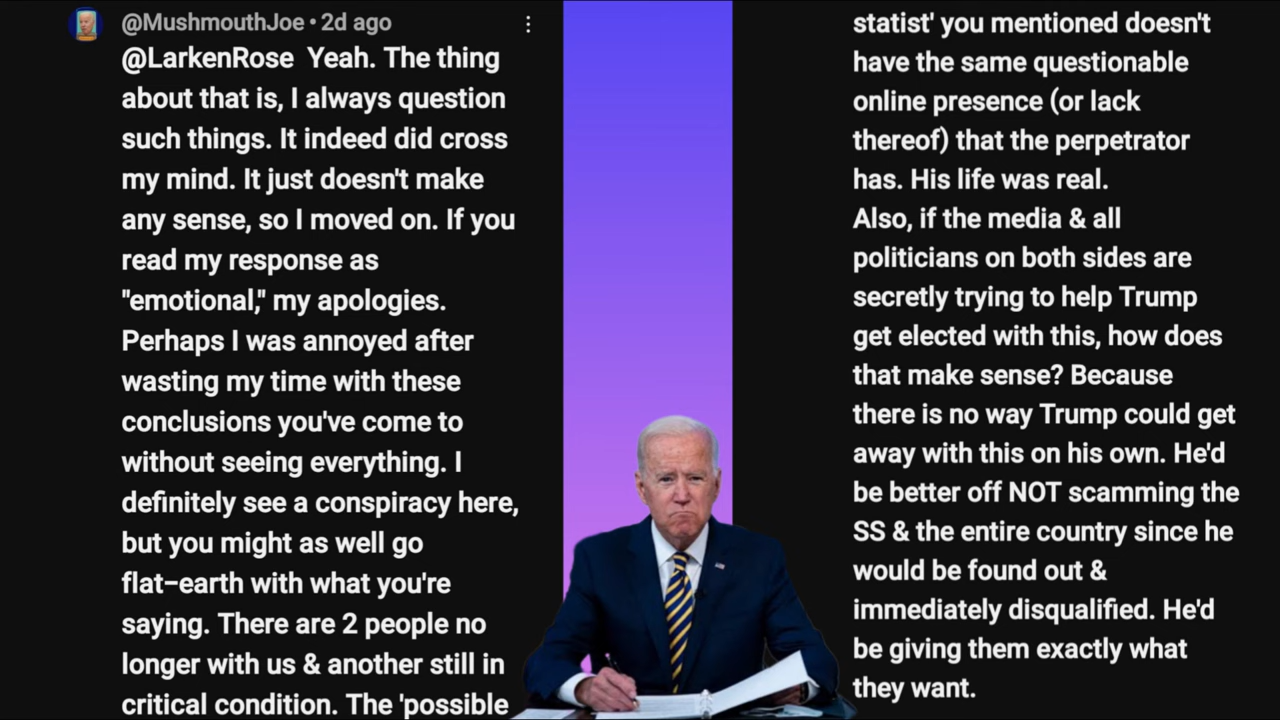 @MushmouthJoe • 2d ago
@LarkenRose Yeah. The thing
about that is, I always question
such things. It indeed did cross
my mind. It just doesn't make
any sense, so I moved on. If you
read my response as
"emotional," my apologies.
Perhaps I was annoyed after
wasting my time with these
conclusions you've come to
without seeing everything. I
definitely see a conspiracy here,
but you might as well go
flat-earth with what you're
saying. There are 2 people no
longer with us & another still in
critical condition. The 'possible
statist' you mentioned doesn't
have the same questionable
online presence (or lack
thereof) that the perpetrator
has. His life was real.
Also, if the media & all
politicians on both sides are
secretly trying to help Trump
get elected with this, how does
that make sense? Because
there is no way Trump could get
away with this on his own. He'd
be better off NOT scamming the
SS & the entire country since he
would be found out &
immediately disqualified. He'd
be giving them exactly what
they want.